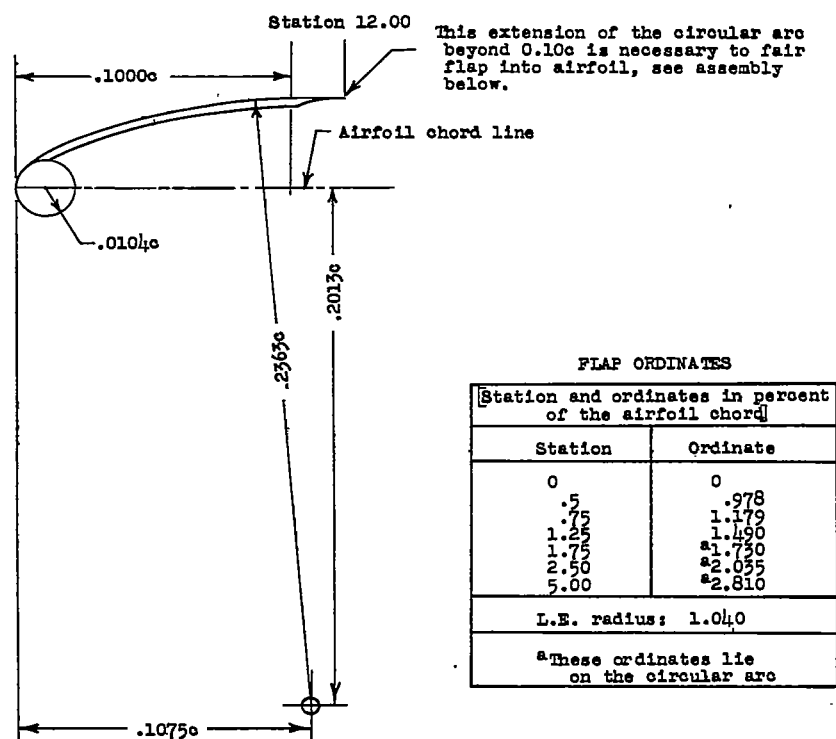 Station 12.00
This extension of the circular arc
beyond 0.10c is necessary to fair
flap into airfoil, see assembly
below.
.1000c
Airfoil chord line
.0104c
.2013c
.2363c
.1075c
FLAP ORDINATES
[Station and ordinates in percent
of the airfoil chord]
Station Ordinate
0 0
.5 .978
.75 1.179
1.25 1.490
1.75 a1.730
2.50 a2.035
5.00 a2.810
L.E. radius: 1.040
aThese ordinates lie
on the circular arc